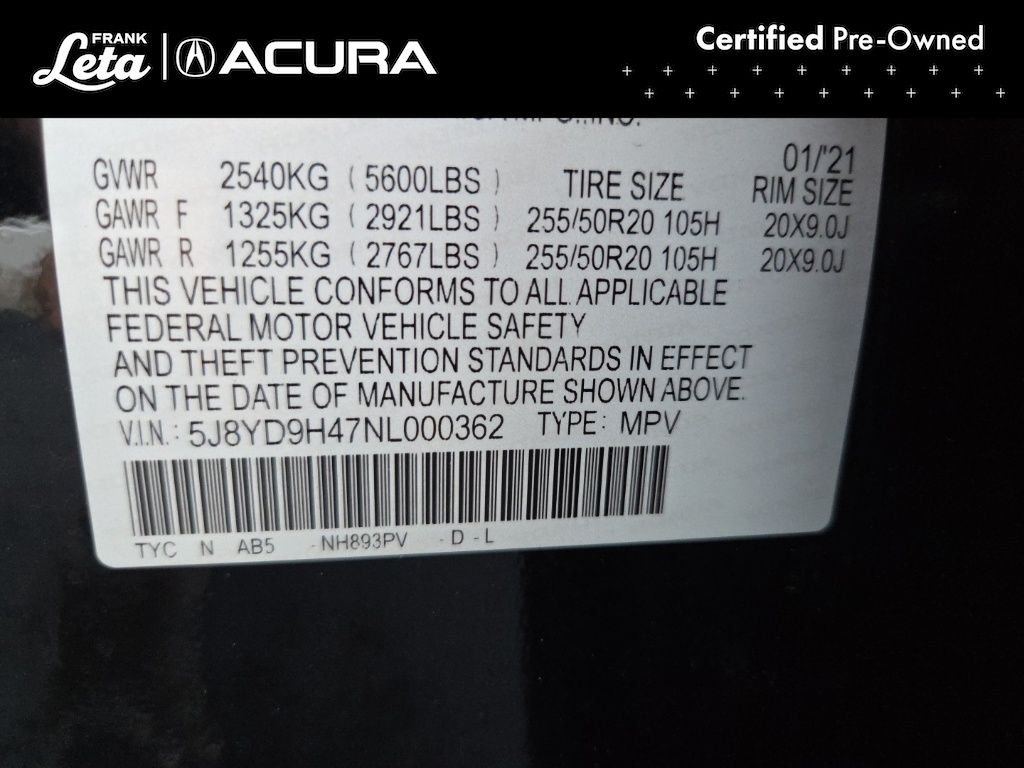 FRANK
Leta
ACURA
Certified Pre-Owned
01/'21
GVWR 2540KG (5600LBS) TIRE SIZE RIM SIZE
GAWR F 1325KG (2921LBS) 255/50R20 105H 20X9.0J
GAWR R 1255KG (2767LBS) 255/50R20 105H 20X9.0J
THIS VEHICLE CONFORMS TO ALL APPLICABLE
FEDERAL MOTOR VEHICLE SAFETY
AND THEFT PREVENTION STANDARDS IN EFFECT
ON THE DATE OF MANUFACTURE SHOWN ABOVE.
V.I.N.: 5J8YD9H47NL000362 TYPE: MPV
TYC N AB5 -NH893PV -D-L